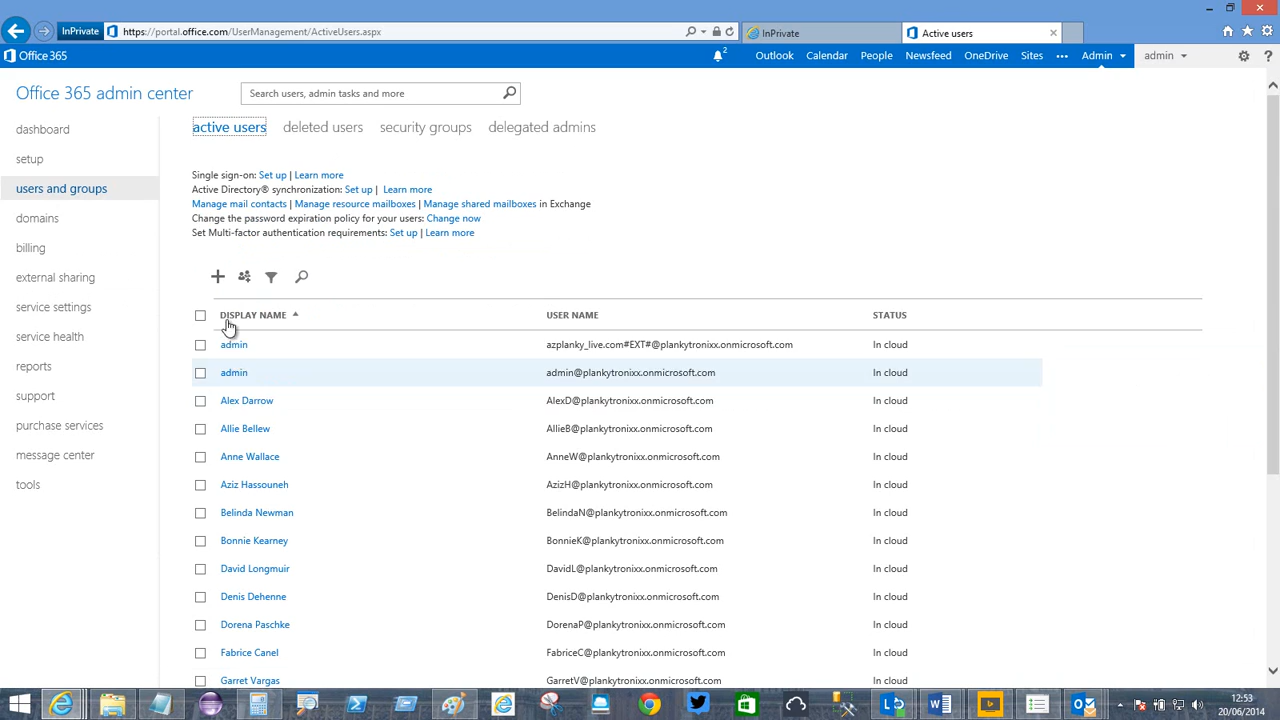 InPrivate https://portal.office.com/UserManagement/ActiveUsers.aspx InPrivate Active users
Office 365 2 Outlook Calendar People Newsfeed OneDrive Sites ••• Admin admin ?
Office 365 admin center Search users, admin tasks and more
active users deleted users security groups delegated admins
dashboard
setup
users and groups
domains
billing
external sharing
service settings
service health
reports
support
purchase services
message center
tools
Single sign-on: Set up | Learn more
Active Directory® synchronization: Set up | Learn more
Manage mail contacts | Manage resource mailboxes | Manage shared mailboxes in Exchange
Change the password expiration policy for your users: Change now
Set Multi-factor authentication requirements: Set up | Learn more
DISPLAY NAME USER NAME STATUS
admin azplanky_live.com#EXT#@plankytronixx.onmicrosoft.com In cloud
admin admin@plankytronixx.onmicrosoft.com In cloud
Alex Darrow AlexD@plankytronixx.onmicrosoft.com In cloud
Allie Bellew AllieB@plankytronixx.onmicrosoft.com In cloud
Anne Wallace AnneW@plankytronixx.onmicrosoft.com In cloud
Aziz Hassouneh AzizH@plankytronixx.onmicrosoft.com In cloud
Belinda Newman BelindaN@plankytronixx.onmicrosoft.com In cloud
Bonnie Kearney BonnieK@plankytronixx.onmicrosoft.com In cloud
David Longmuir DavidL@plankytronixx.onmicrosoft.com In cloud
Denis Dehenne DenisD@plankytronixx.onmicrosoft.com In cloud
Dorena Paschke DorenaP@plankytronixx.onmicrosoft.com In cloud
Fabrice Canel FabriceC@plankytronixx.onmicrosoft.com In cloud
Garret Vargas GarretV@plankytronixx.onmicrosoft.com In cloud
12:53
20/06/2014